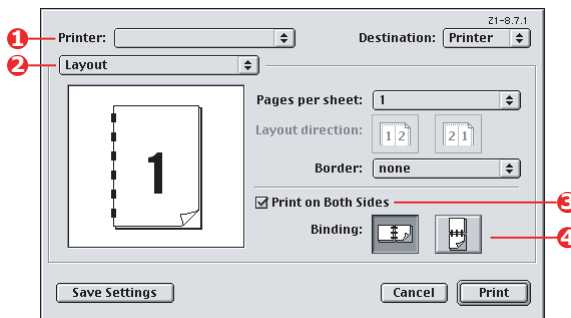 Z1-8.7.1
1 Printer: Destination: Printer
2 Layout
Pages per sheet: 1
Layout direction: 1 2 2 1
Border: none
1
Print on Both Sides 3
Binding: 4
Save Settings Cancel Print